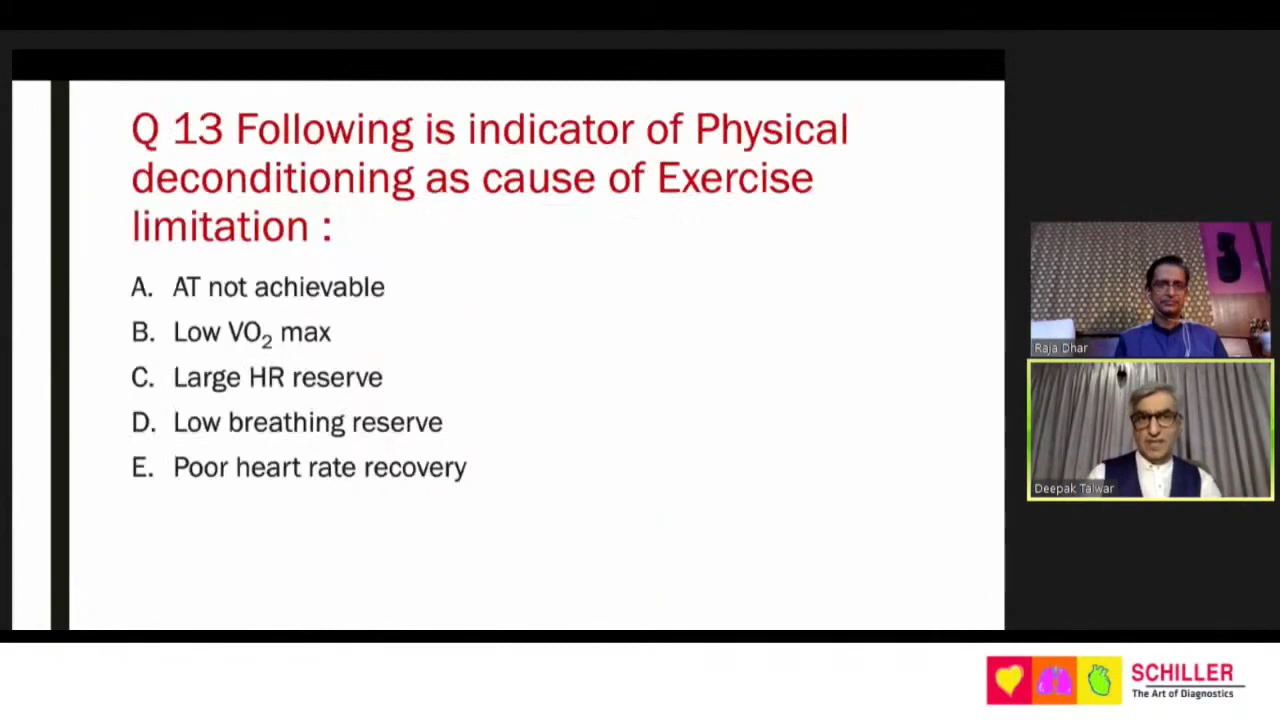 Q 13 Following is indicator of Physical
deconditioning as cause of Exercise
limitation :
A. AT not achievable
B. Low VO₂ max
C. Large HR reserve
D. Low breathing reserve
E. Poor heart rate recovery
Raja Dhar
Deepak Talwar
SCHILLER
The Art of Diagnostics